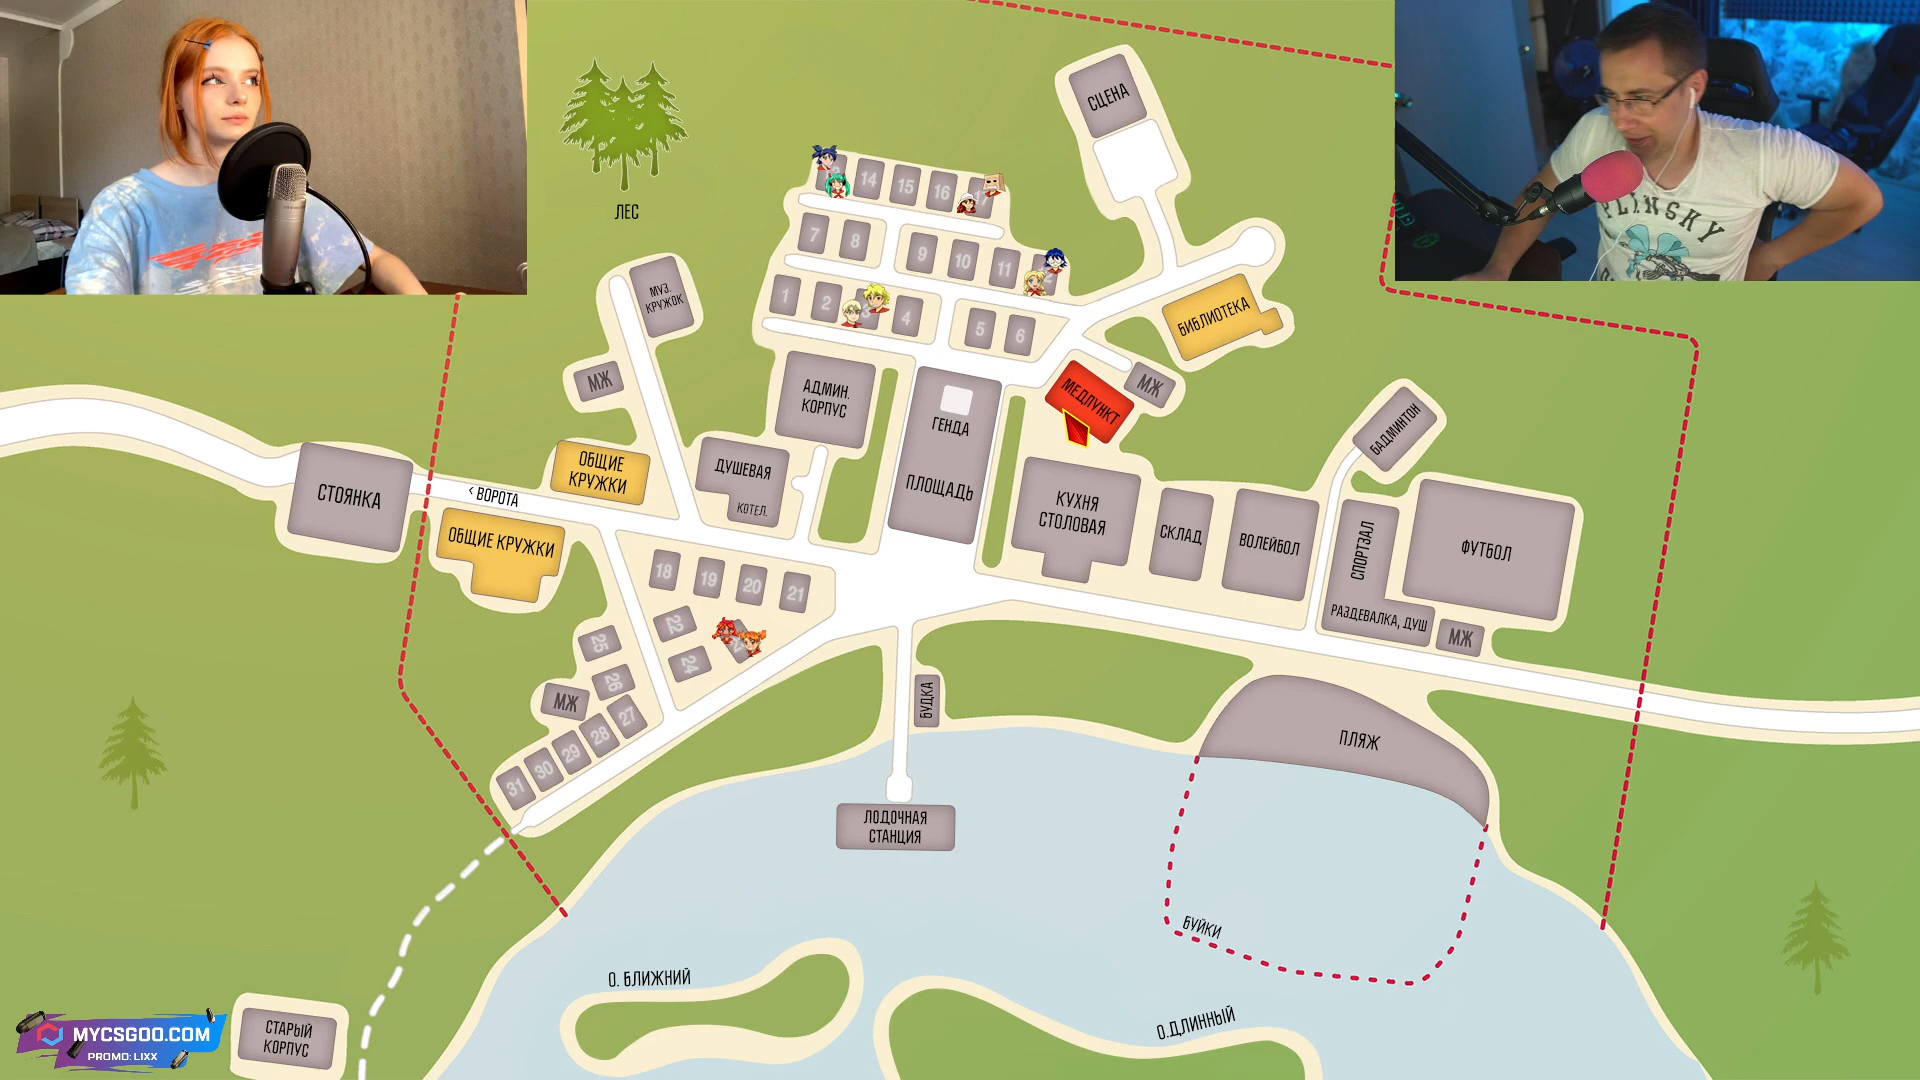 СЦЕНА
ЛЕС
14
15
16
7
8
9
10
11
МУЗ.
КРУЖОК
1
2
3
4
5
6
БИБЛИОТЕКА
МЖ
АДМИН.
КОРПУС
ГЕНДА
ПЛОЩАДЬ
МЕДПУНКТ
МЖ
БАДМИНТОН
СТОЯНКА
< ВОРОТА
ОБЩИЕ
КРУЖКИ
ДУШЕВАЯ
КОТЕЛ.
КУХНЯ
СТОЛОВАЯ
СКЛАД
ВОЛЕЙБОЛ
СПОРТЗАЛ
ФУТБОЛ
РАЗДЕВАЛКА, ДУШ
МЖ
ОБЩИЕ КРУЖКИ
18
19
20
21
23
24
25
26
27
28
29
30
31
МЖ
БУДКА
ПЛЯЖ
ЛОДОЧНАЯ
СТАНЦИЯ
БУЙКИ
О. БЛИЖНИЙ
О.ДЛИННЫЙ
СТАРЫЙ
КОРПУС
MYCSGOO.COM
PROMO: LIXX